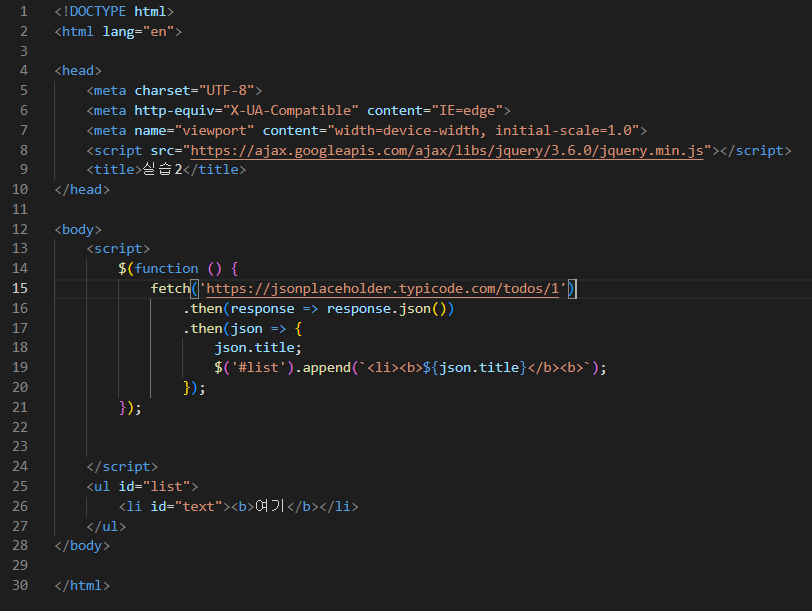 1 <!DOCTYPE html>
2 <html lang="en">
3
4 <head>
5     <meta charset="UTF-8">
6     <meta http-equiv="X-UA-Compatible" content="IE=edge">
7     <meta name="viewport" content="width=device-width, initial-scale=1.0">
8     <script src="https://ajax.googleapis.com/ajax/libs/jquery/3.6.0/jquery.min.js"></script>
9     <title>실습2</title>
10 </head>
11
12 <body>
13     <script>
14         $(function () {
15             fetch('https://jsonplaceholder.typicode.com/todos/1')
16                 .then(response => response.json())
17                 .then(json => {
18                     json.title;
19                     $('#list').append(`<li><b>${json.title}</b><b>`);
20                 });
21         });
22
23
24     </script>
25     <ul id="list">
26         <li id="text"><b>여기</b></li>
27     </ul>
28 </body>
29
30 </html>